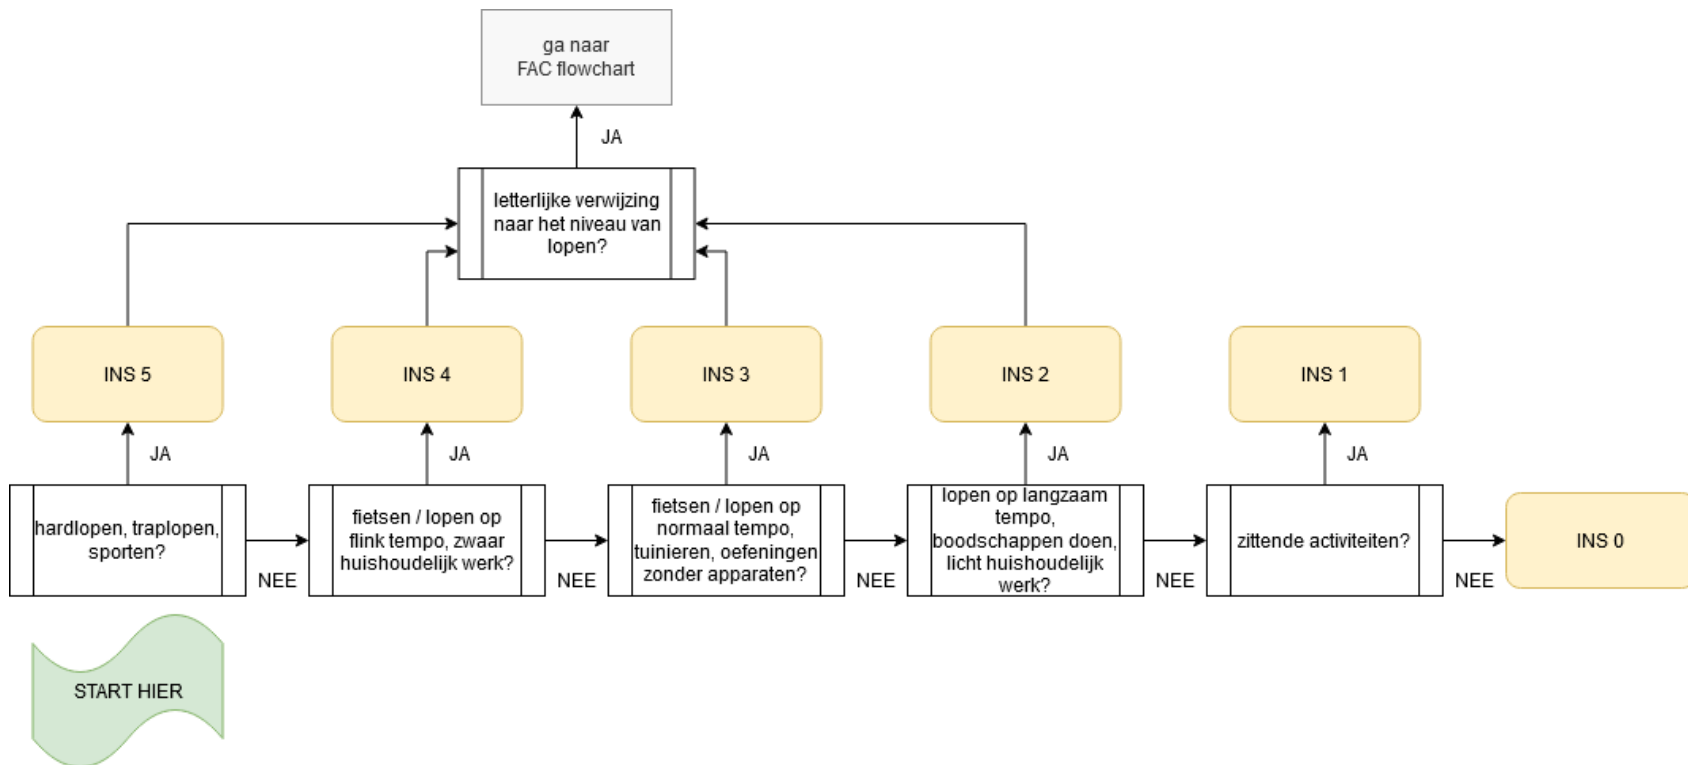 ga naar
FAC flowchart
JA
letterlijke verwijzing
naar het niveau van
lopen?
INS 5
INS 4
INS 3
INS 2
INS 1
JA
JA
JA
JA
JA
hardlopen, traplopen,
sporten?
NEE
fietsen / lopen op
flink tempo, zwaar
huishoudelijk werk?
NEE
fietsen / lopen op
normaal tempo,
tuinieren, oefeningen
zonder apparaten?
NEE
lopen op langzaam
tempo,
boodschappen doen,
licht huishoudelijk
werk?
NEE
zittende activiteiten?
NEE
INS 0
START HIER